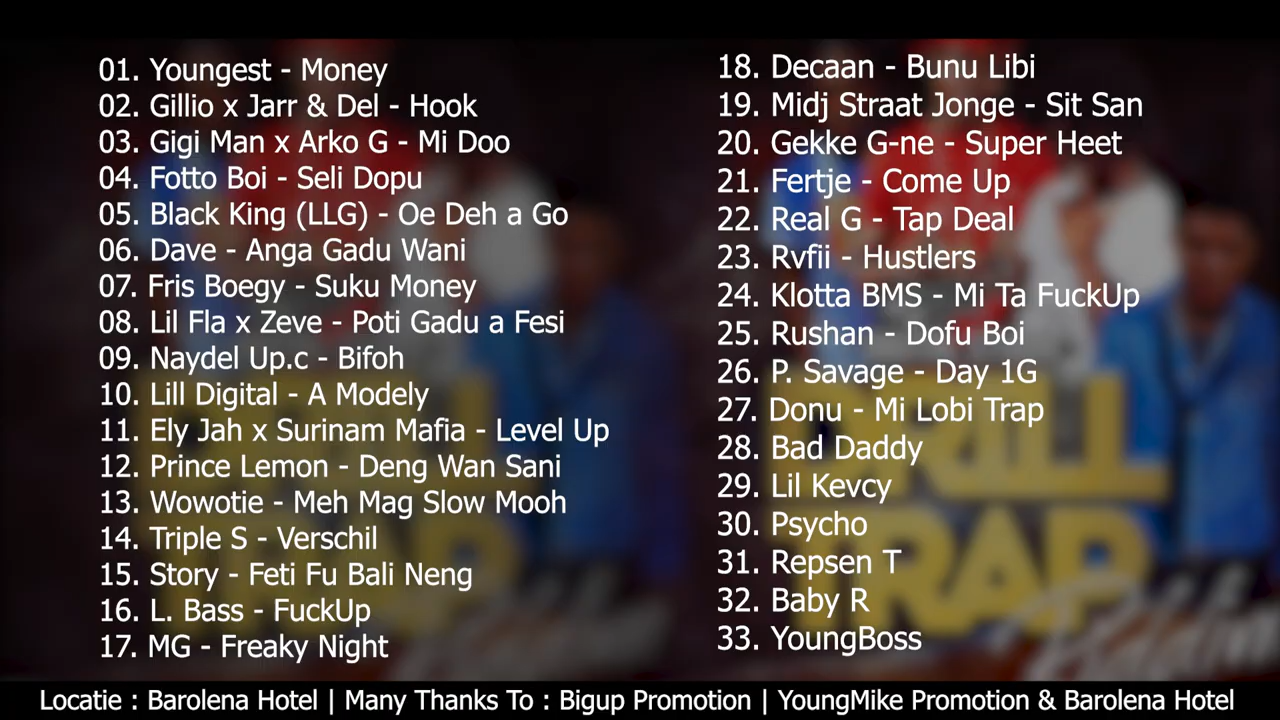 01. Youngest - Money
02. Gillio x Jarr & Del - Hook
03. Gigi Man x Arko G - Mi Doo
04. Fotto Boi - Seli Dopu
05. Black King (LLG) - Oe Deh a Go
06. Dave - Anga Gadu Wani
07. Fris Boegy - Suku Money
08. Lil Fla x Zeve - Poti Gadu a Fesi
09. Naydel Up.c - Bifoh
10. Lill Digital - A Modely
11. Ely Jah x Surinam Mafia - Level Up
12. Prince Lemon - Deng Wan Sani
13. Wowotie - Meh Mag Slow Mooh
14. Triple S - Verschil
15. Story - Feti Fu Bali Neng
16. L. Bass - FuckUp
17. MG - Freaky Night
18. Decaan - Bunu Libi
19. Midj Straat Jonge - Sit San
20. Gekke G-ne - Super Heet
21. Fertje - Come Up
22. Real G - Tap Deal
23. Rvfii - Hustlers
24. Klotta BMS - Mi Ta FuckUp
25. Rushan - Dofu Boi
26. P. Savage - Day 1G
27. Donu - Mi Lobi Trap
28. Bad Daddy
29. Lil Kevcy
30. Psycho
31. Repsen T
32. Baby R
33. YoungBoss
DRILL
TRAP
Riddim
Locatie : Barolena Hotel | Many Thanks To : Bigup Promotion | YoungMike Promotion & Barolena Hotel